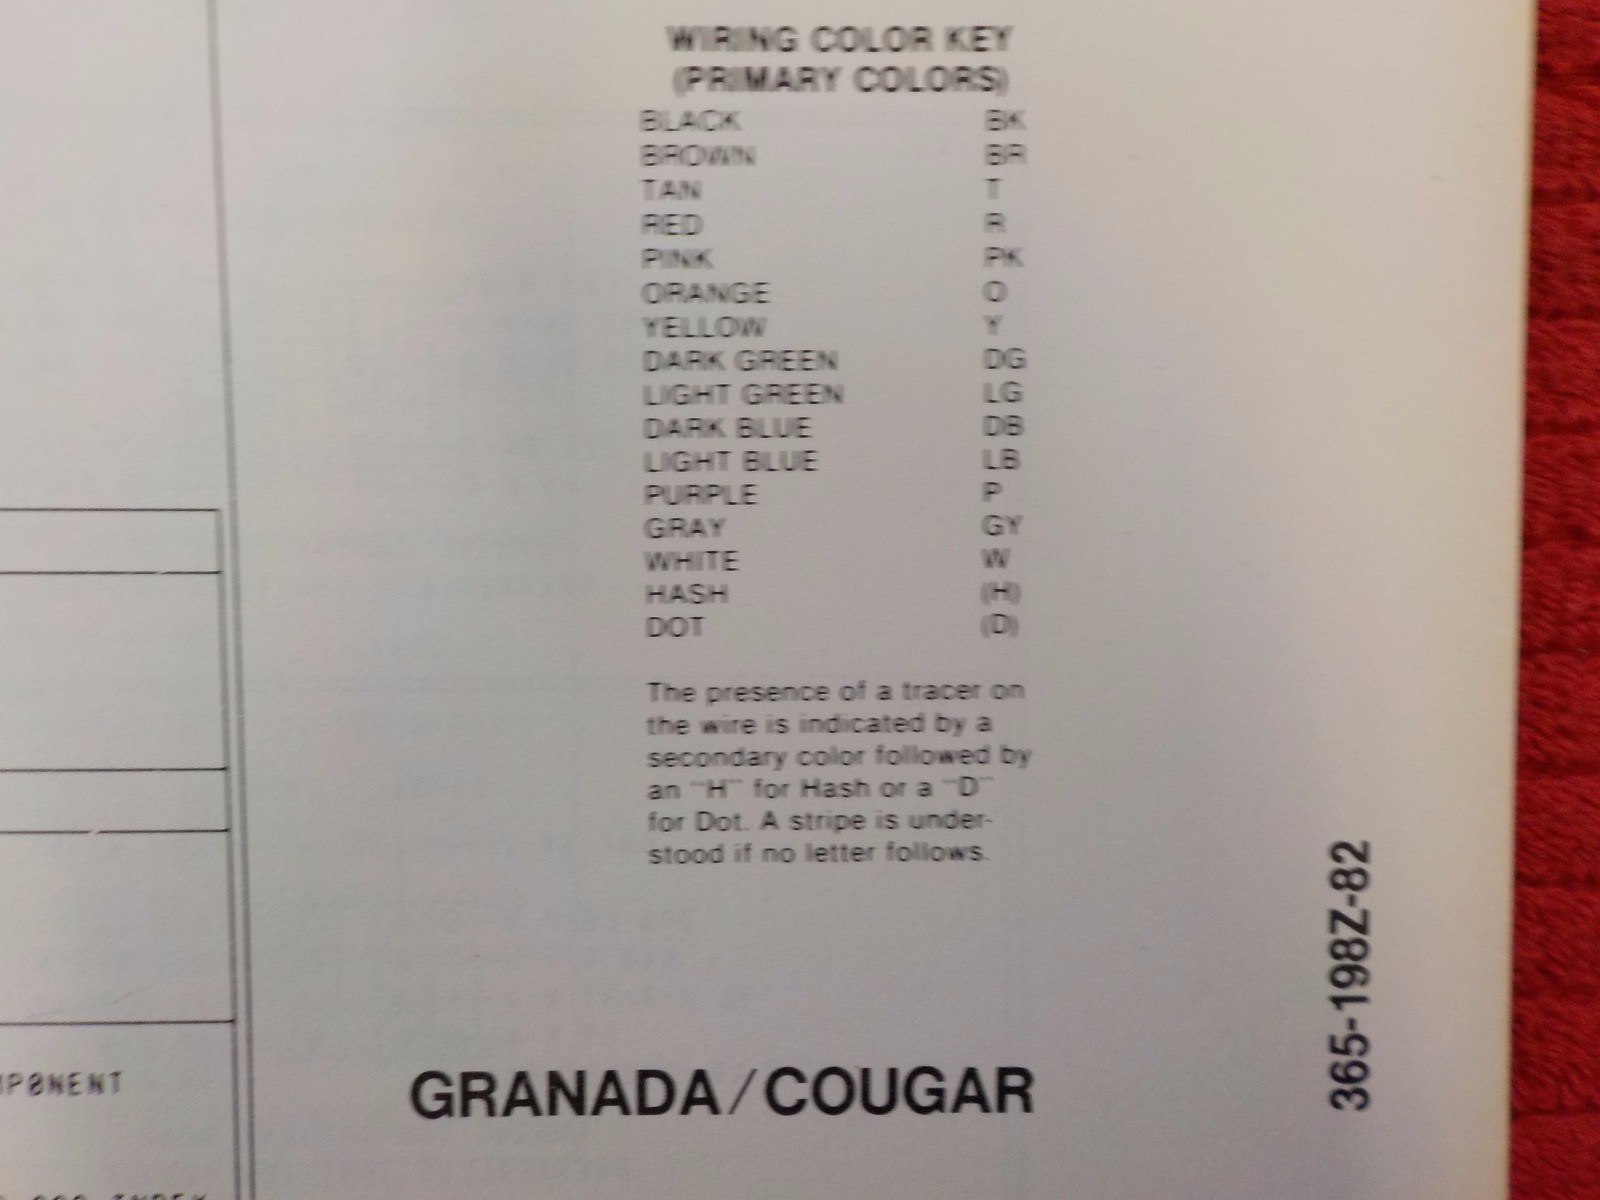 WIRING COLOR KEY
(PRIMARY COLORS)
BLACK BK
BROWN BR
TAN T
RED R
PINK PK
ORANGE O
YELLOW Y
DARK GREEN DG
LIGHT GREEN LG
DARK BLUE DB
LIGHT BLUE LB
PURPLE P
GRAY GY
WHITE W
HASH (H)
DOT (D)
The presence of a tracer on
the wire is indicated by a
secondary color followed by
an "H" for Hash or a "D"
for Dot. A stripe is under-
stood if no letter follows.
365-198Z-82
GRANADA/COUGAR
MPØNENT